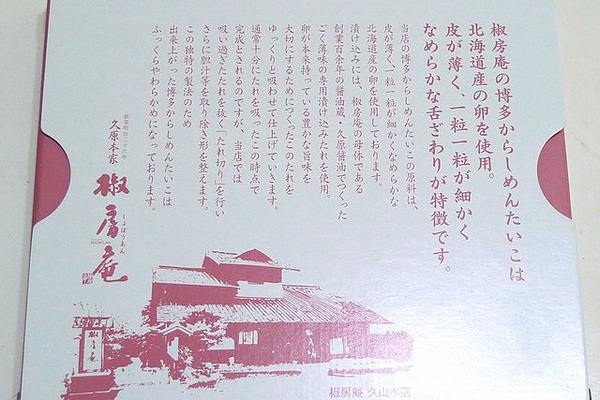 椒房庵の博多からしめんたいこは
北海道産の卵を使用。
皮が薄く、一粒一粒が細かく
なめらかな舌ざわりが特徴です。
当店の博多からしめんたいこの原料は、
皮が薄く一粒一粒が細かくなめらかな
北海道産の卵を使用しております。
漬け込みには、椒房庵の母体である
創業百余年の醤油蔵・久原醤油でつくった
ごく薄味の専用漬け込みたれを使用。
卵が本来持っている豊かな旨味を
大切にするためにつくったこのたれを
ゆっくりと吸わせて仕上げていきます。
通常十分にたれを吸ったこの時点で
完成とされるのですが、当店では
吸い過ぎたたれを抜く「たれ切り」を行い
さらに胆汁等を取り除き形を整えます。
この独特の製法のため
出来上がった博多からしめんたいこは
ふっくらやわらかめになっております。
久原本家
椒房庵
しょぼうあん
椒房庵
椒房庵 久山本店